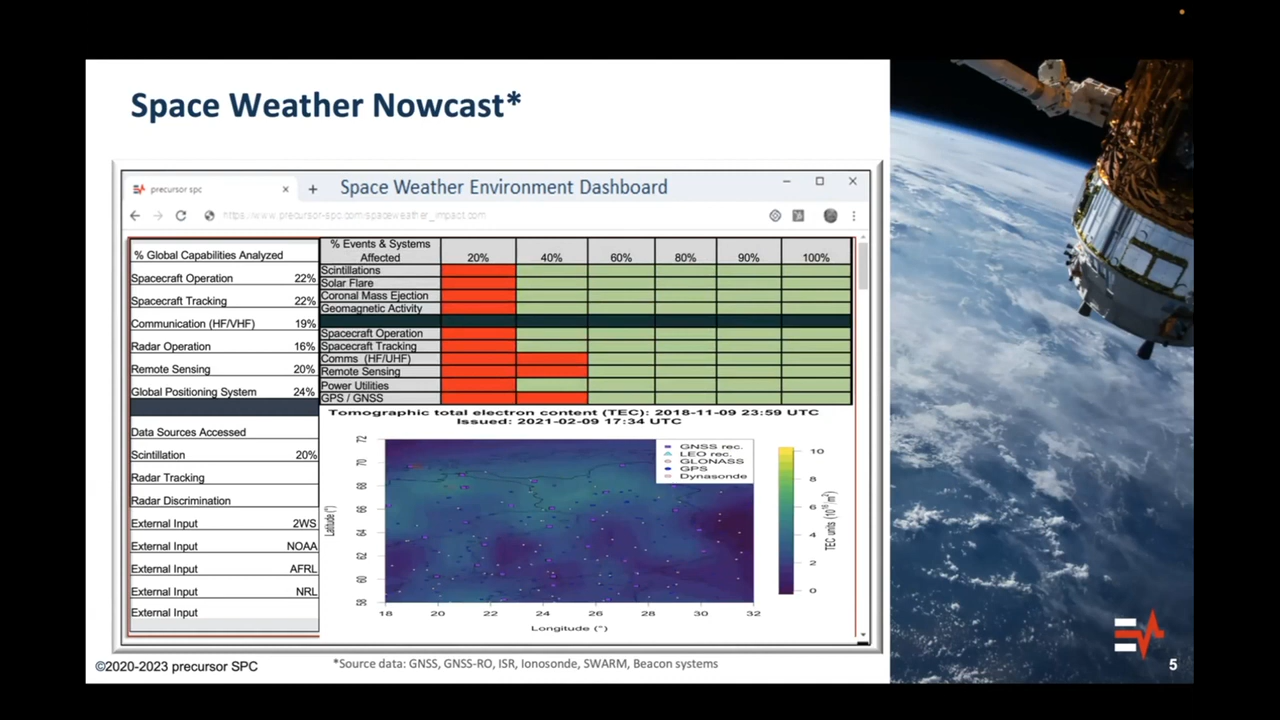 Space Weather Nowcast*
precursor spc
Space Weather Environment Dashboard
https://www.precursor-spc.com/spaceweather_impact.com
% Global Capabilities Analyzed
Spacecraft Operation 22%
Spacecraft Tracking 22%
Communication (HF/VHF) 19%
Radar Operation 16%
Remote Sensing 20%
Global Positioning System 24%
Data Sources Accessed
Scintillation 20%
Radar Tracking
Radar Discrimination
External Input 2WS
External Input NOAA
External Input AFRL
External Input NRL
External Input
% Events & Systems
Affected 20% 40% 60% 80% 90% 100%
Scintillations
Solar Flare
Coronal Mass Ejection
Geomagnetic Activity
Spacecraft Operation
Spacecraft Tracking
Comms (HF/UHF)
Remote Sensing
Power Utilities
GPS / GNSS
Tomographic total electron content (TEC): 2018-11-09 23:59 UTC
Issued: 2021-02-09 17:34 UTC
GNSS rec.
LEO rec.
GLONASS
GPS
Dynasonde
Latitude (°)
72
70
68
66
64
62
60
58
18 20 22 24 26 28 30 32
Longitude (°)
10
8
6
4
2
0
TEC units (10¹⁶/m²)
©2020-2023 precursor SPC
*Source data: GNSS, GNSS-RO, ISR, Ionosonde, SWARM, Beacon systems
5